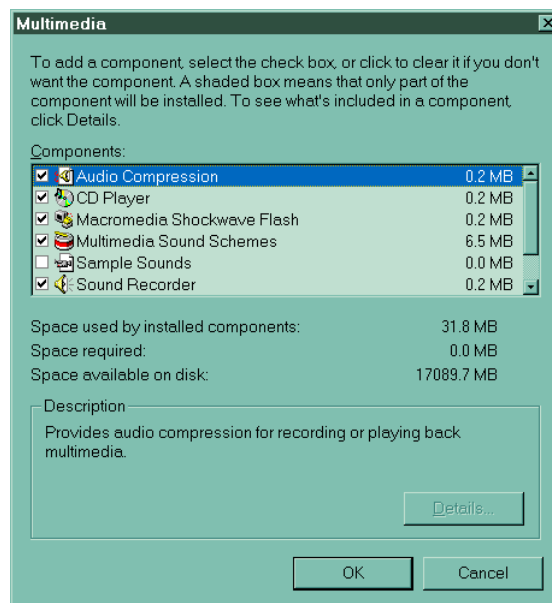 Multimedia
To add a component, select the check box, or click to clear it if you don't
want the component. A shaded box means that only part of the
component will be installed. To see what's included in a component,
click Details.
Components:
Audio Compression 0.2 MB
CD Player 0.2 MB
Macromedia Shockwave Flash 0.2 MB
Multimedia Sound Schemes 6.5 MB
Sample Sounds 0.0 MB
Sound Recorder 0.2 MB
Space used by installed components: 31.8 MB
Space required: 0.0 MB
Space available on disk: 17089.7 MB
Description
Provides audio compression for recording or playing back
multimedia.
Details...
OK Cancel